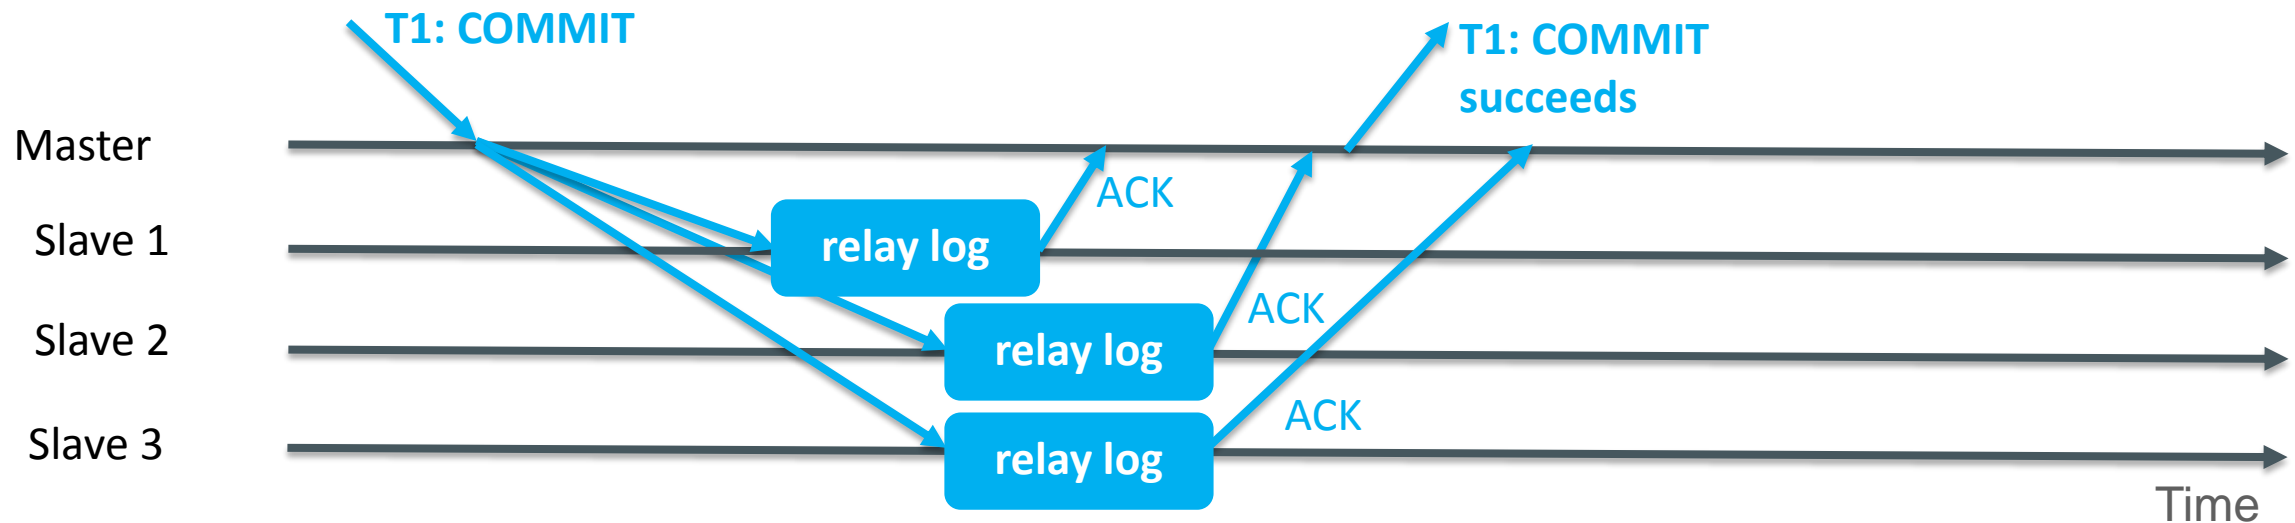 T1: COMMIT
T1: COMMIT
succeeds
Master
ACK
Slave 1
relay log
ACK
Slave 2
relay log
ACK
Slave 3
relay log
Time